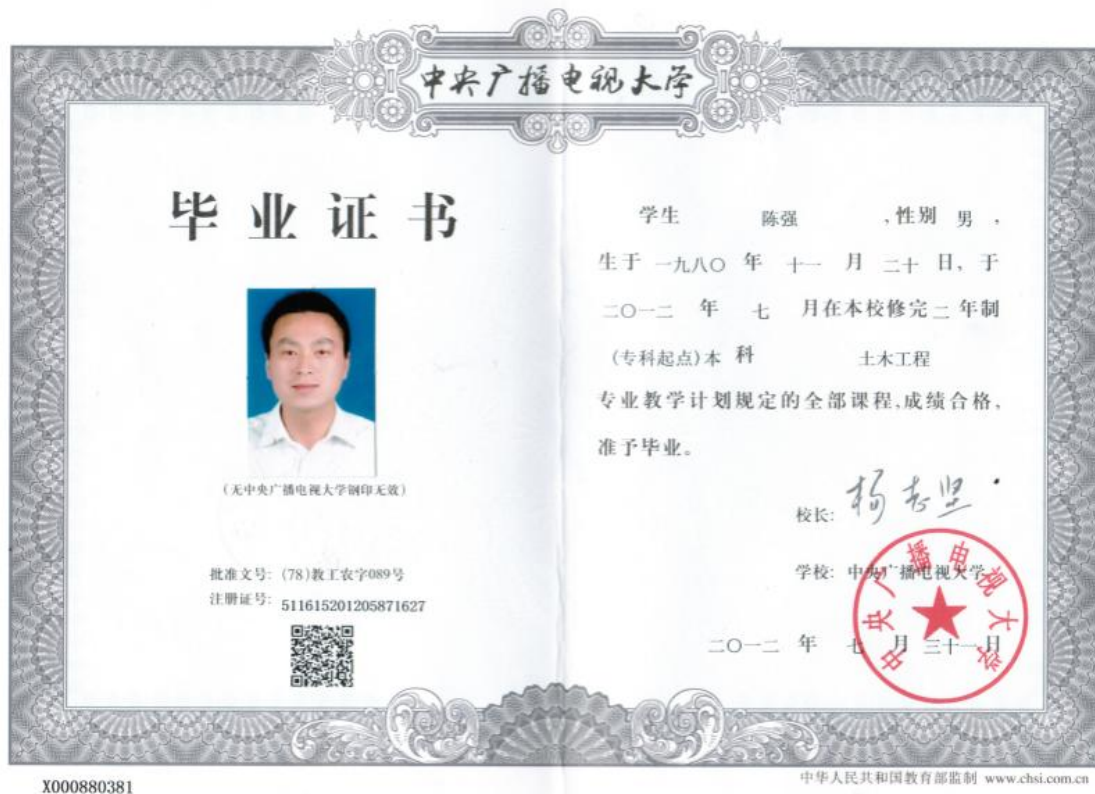 中央广播电视大学
毕业证书
(无中央广播电视大学钢印无效)
批准文号: (78)教工农字089号
注册证号: 511615201205871627
学生 陈强 ,性别 男 ,
生于 一九八〇 年 十一 月 二十 日, 于
二〇一二 年 七 月在本校修完 二 年制
(专科起点)本 科 土木工程
专业教学计划规定的全部课程,成绩合格,
准予毕业。
校长: 杨志坚
学校: 中央广播电视大学
中央广播电视大学
二〇一二 年 七 月 三十一日
X000880381
中华人民共和国教育部监制 www.chsi.com.cn